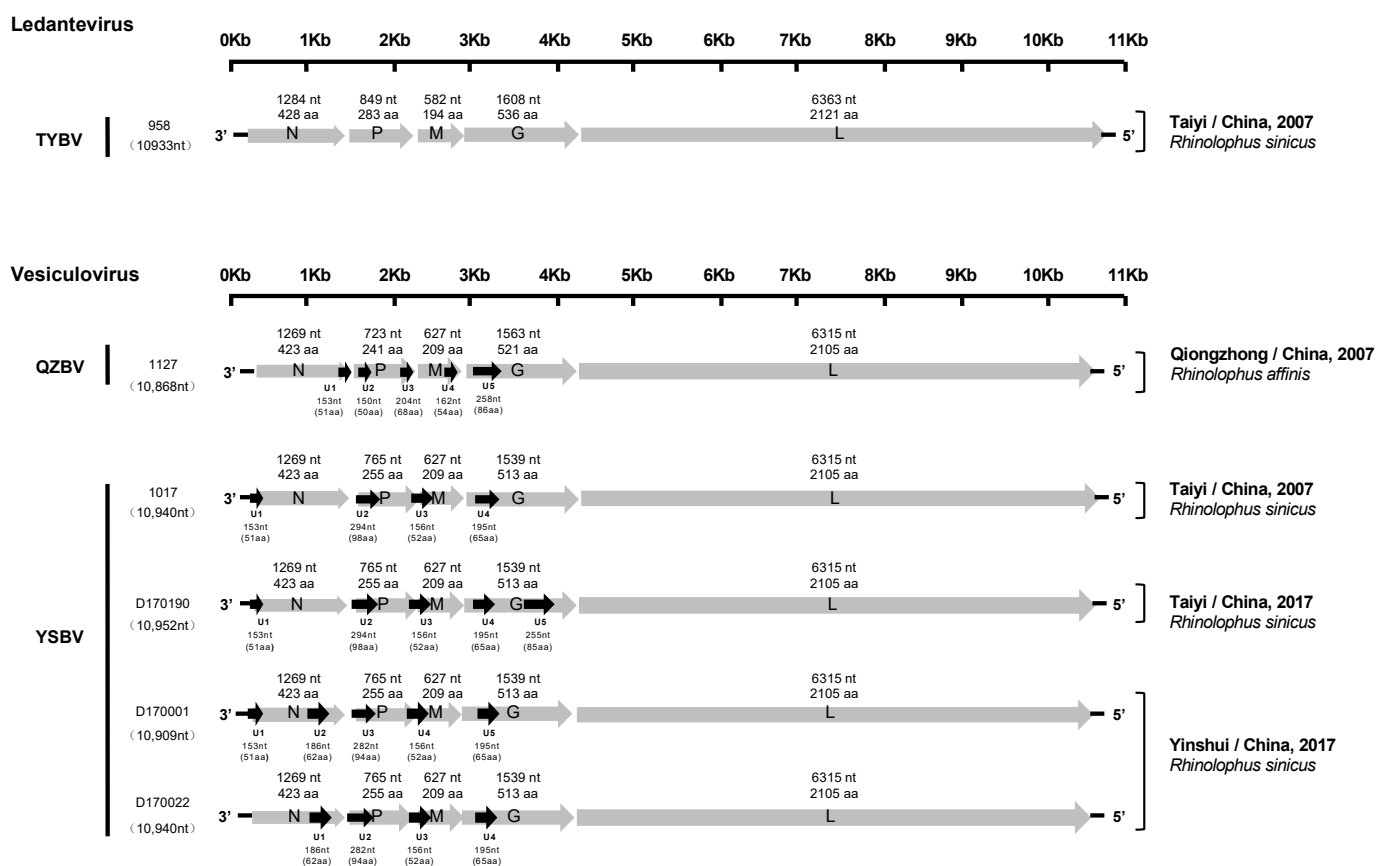 Ledantevirus
0Kb 1Kb 2Kb 3Kb 4Kb 5Kb 6Kb 7Kb 8Kb 9Kb 10Kb 11Kb
1284 nt 849 nt 582 nt 1608 nt 6363 nt
428 aa 283 aa 194 aa 536 aa 2121 aa
TYBV
958
（10933nt）
3’ N P M G L 5’
Taiyi / China, 2007
Rhinolophus sinicus
Vesiculovirus
0Kb 1Kb 2Kb 3Kb 4Kb 5Kb 6Kb 7Kb 8Kb 9Kb 10Kb 11Kb
1269 nt 723 nt 627 nt 1563 nt 6315 nt
423 aa 241 aa 209 aa 521 aa 2105 aa
QZBV
1127
（10,868nt）
3’ N P M G L 5’
U1 U2 U3 U4 U5
153nt 150nt 204nt 162nt 258nt
(51aa) (50aa) (68aa) (54aa) (86aa)
Qiongzhong / China, 2007
Rhinolophus affinis
YSBV
1269 nt 765 nt 627 nt 1539 nt 6315 nt
423 aa 255 aa 209 aa 513 aa 2105 aa
1017
（10,940nt）
3’ N P M G L 5’
U1 U2 U3 U4
153nt 294nt 156nt 195nt
(51aa) (98aa) (52aa) (65aa)
Taiyi / China, 2007
Rhinolophus sinicus
1269 nt 765 nt 627 nt 1539 nt 6315 nt
423 aa 255 aa 209 aa 513 aa 2105 aa
D170190
（10,952nt）
3’ N P M G L 5’
U1 U2 U3 U4 U5
153nt 294nt 156nt 195nt 255nt
(51aa) (98aa) (52aa) (65aa) (85aa)
Taiyi / China, 2017
Rhinolophus sinicus
1269 nt 765 nt 627 nt 1539 nt 6315 nt
423 aa 255 aa 209 aa 513 aa 2105 aa
D170001
（10,909nt）
3’ N P M G L 5’
U1 U2 U3 U4 U5
153nt 186nt 282nt 156nt 195nt
(51aa) (62aa) (94aa) (52aa) (65aa)
Yinshui / China, 2017
Rhinolophus sinicus
1269 nt 765 nt 627 nt 1539 nt 6315 nt
423 aa 255 aa 209 aa 513 aa 2105 aa
D170022
（10,940nt）
3’ N P M G L 5’
U1 U2 U3 U4
186nt 282nt 156nt 195nt
(62aa) (94aa) (52aa) (65aa)